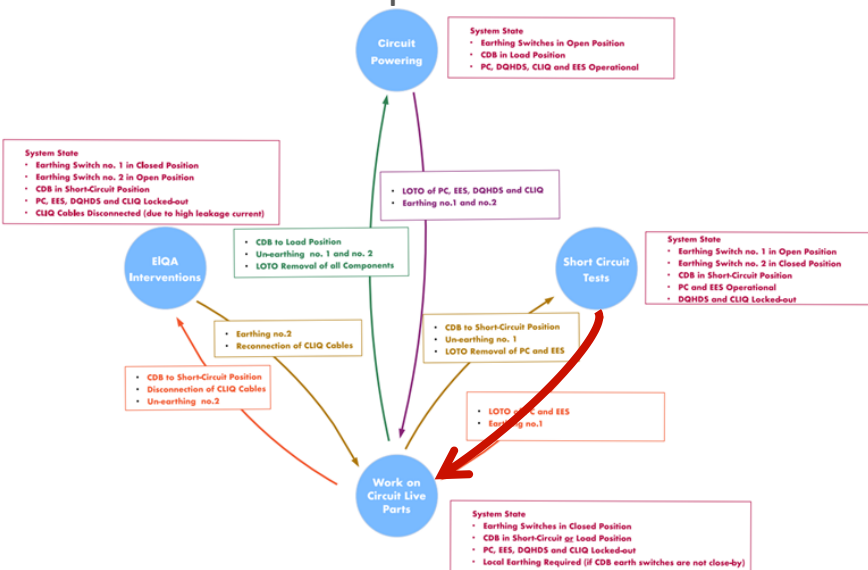 Circuit
Powering
System State
• Earthing Switches in Open Position
• CDB in Load Position
• PC, DQHDS, CLIQ and EES Operational
System State
• Earthing Switch no. 1 in Closed Position
• Earthing Switch no. 2 in Open Position
• CDB in Short-Circuit Position
• PC, EES, DQHDS and CLIQ Locked-out
• CLIQ Cables Disconnected (due to high leakage current)
• LOTO of PC, EES, DQHDS and CLIQ
• Earthing no.1 and no.2
• CDB to Load Position
• Un-earthing no. 1 and no. 2
• LOTO Removal of all Components
ElQA
Interventions
Short Circuit
Tests
System State
• Earthing Switch no. 1 in Open Position
• Earthing Switch no. 2 in Closed Position
• CDB in Short-Circuit Position
• PC and EES Operational
• DQHDS and CLIQ Locked-out
• Earthing no.2
• Reconnection of CLIQ Cables
• CDB to Short-Circuit Position
• Un-earthing no. 1
• LOTO Removal of PC and EES
• CDB to Short-Circuit Position
• Disconnection of CLIQ Cables
• Un-earthing no.2
• LOTO of PC and EES
• Earthing no.1
Work on
Circuit Live
Parts
System State
• Earthing Switches in Closed Position
• CDB in Short-Circuit or Load Position
• PC, EES, DQHDS and CLIQ Locked-out
• Local Earthing Required (if CDB earth switches are not close-by)